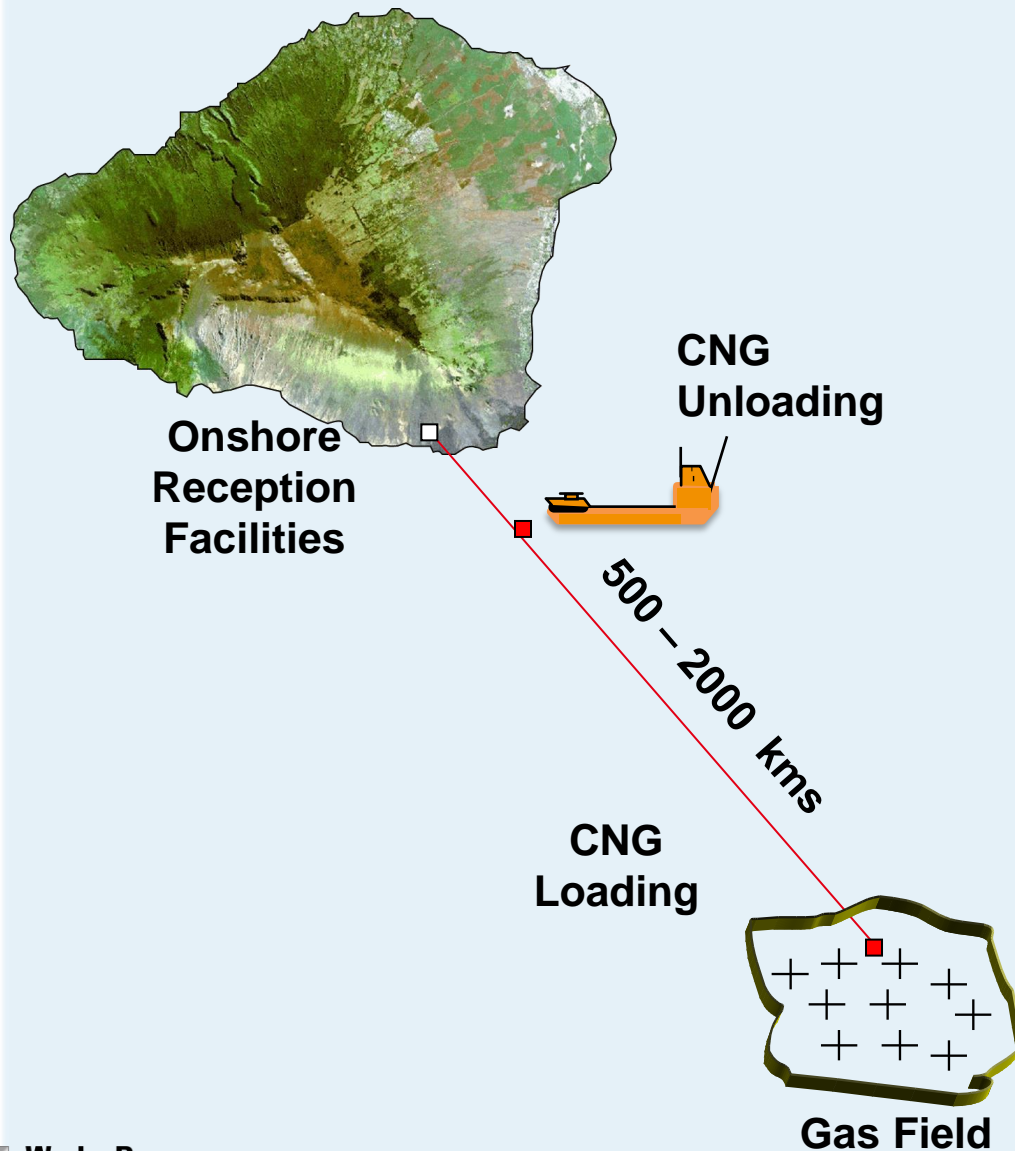 CNG
Unloading
Onshore
Reception
Facilities
500 – 2000 kms
CNG
Loading
Gas Field